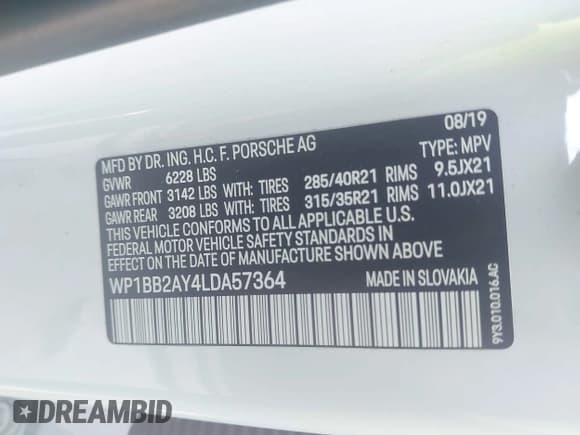 08/19
MFD BY DR. ING. H.C. F. PORSCHE AG TYPE: MPV
GVWR 6228 LBS
GAWR FRONT 3142 LBS WITH: TIRES 285/40R21 RIMS 9.5JX21
GAWR REAR 3208 LBS WITH: TIRES 315/35R21 RIMS 11.0JX21
THIS VEHICLE CONFORMS TO ALL APPLICABLE U.S.
FEDERAL MOTOR VEHICLE SAFETY STANDARDS IN
EFFECT ON THE DATE OF MANUFACTURE SHOWN ABOVE
WP1BB2AY4LDA57364 MADE IN SLOVAKIA
9Y3.010.016.AC
DREAMBID